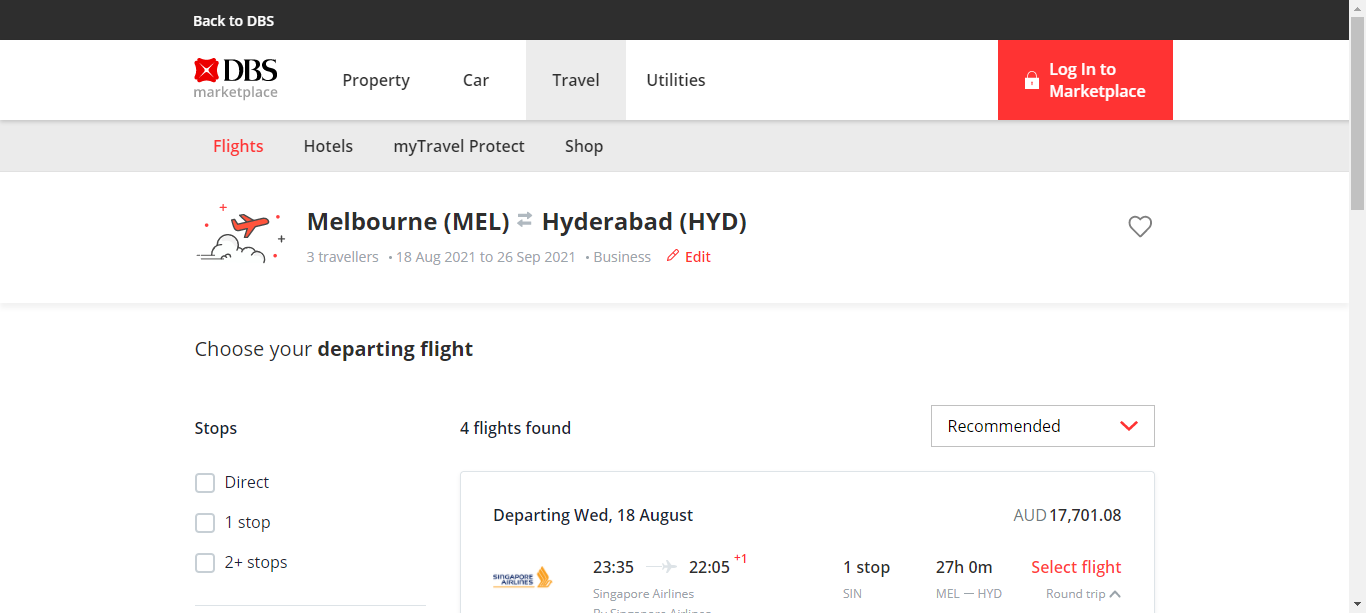 Back to DBS
DBS
marketplace
Property
Car
Travel
Utilities
Log In to
Marketplace
Flights
Hotels
myTravel Protect
Shop
Melbourne (MEL) ⇄ Hyderabad (HYD)
3 travellers • 18 Aug 2021 to 26 Sep 2021 • Business Edit
Choose your departing flight
Stops
4 flights found
Recommended
Direct
1 stop
2+ stops
Departing Wed, 18 August
AUD 17,701.08
SINGAPORE
AIRLINES
23:35 22:05 +1
1 stop
27h 0m
Select flight
Singapore Airlines
SIN
MEL — HYD
Round trip
By Singapore Airlines